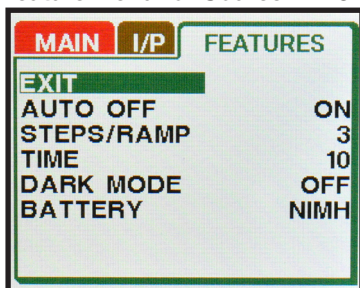 MAIN I/P FEATURES
EXIT
AUTO OFF ON
STEPS/RAMP 3
TIME 10
DARK MODE OFF
BATTERY NIMH